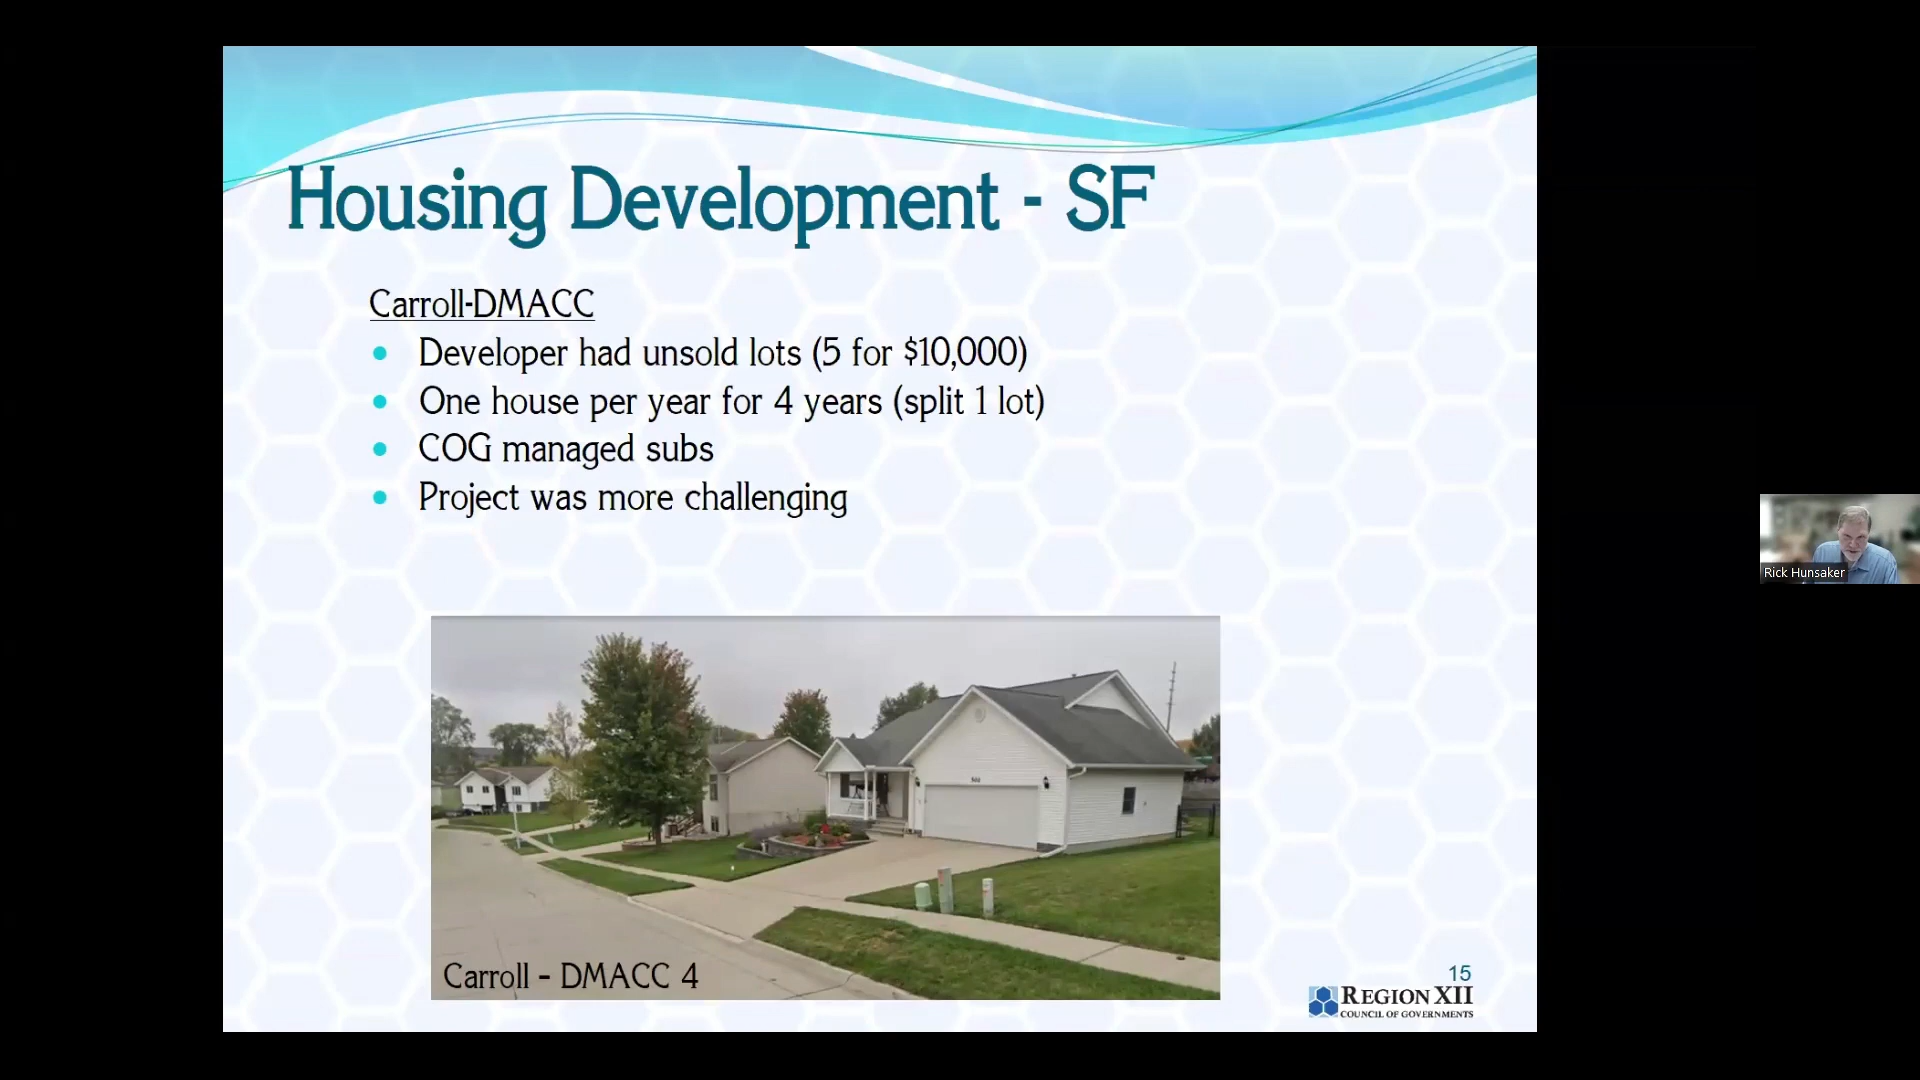 Housing Development - SF
Carroll-DMACC
Developer had unsold lots (5 for $10,000)
One house per year for 4 years (split 1 lot)
COG managed subs
Project was more challenging
Rick Hunsaker
Carroll – DMACC 4
15
REGION XII
COUNCIL OF GOVERNMENTS